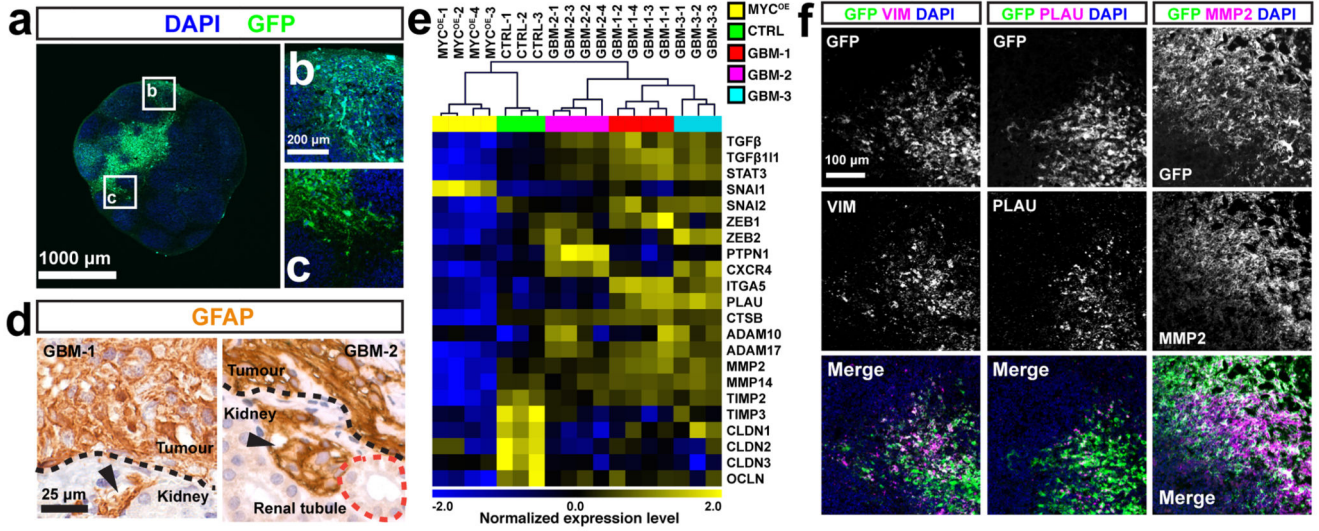 a
DAPI GFP
b
c
1000 µm
b
200 µm
c
d
GFAP
GBM-1
Tumour
Kidney
25 µm
GBM-2
Tumour
Kidney
Renal tubule
e
MYCᴼᴱ-1
MYCᴼᴱ-2
MYCᴼᴱ-4
MYCᴼᴱ-3
CTRL-1
CTRL-2
CTRL-3
GBM-2-1
GBM-2-3
GBM-2-2
GBM-2-4
GBM-1-2
GBM-1-4
GBM-1-3
GBM-1-1
GBM-3-1
GBM-3-2
GBM-3-3
MYCᴼᴱ
CTRL
GBM-1
GBM-2
GBM-3
TGFβ
TGFβ1I1
STAT3
SNAI1
SNAI2
ZEB1
ZEB2
PTPN1
CXCR4
ITGA5
PLAU
CTSB
ADAM10
ADAM17
MMP2
MMP14
TIMP2
TIMP3
CLDN1
CLDN2
CLDN3
OCLN
-2.0 0.0 2.0
Normalized expression level
f
GFP VIM DAPI
GFP PLAU DAPI
GFP MMP2 DAPI
GFP
100 µm
GFP
GFP
VIM
PLAU
MMP2
Merge
Merge
Merge